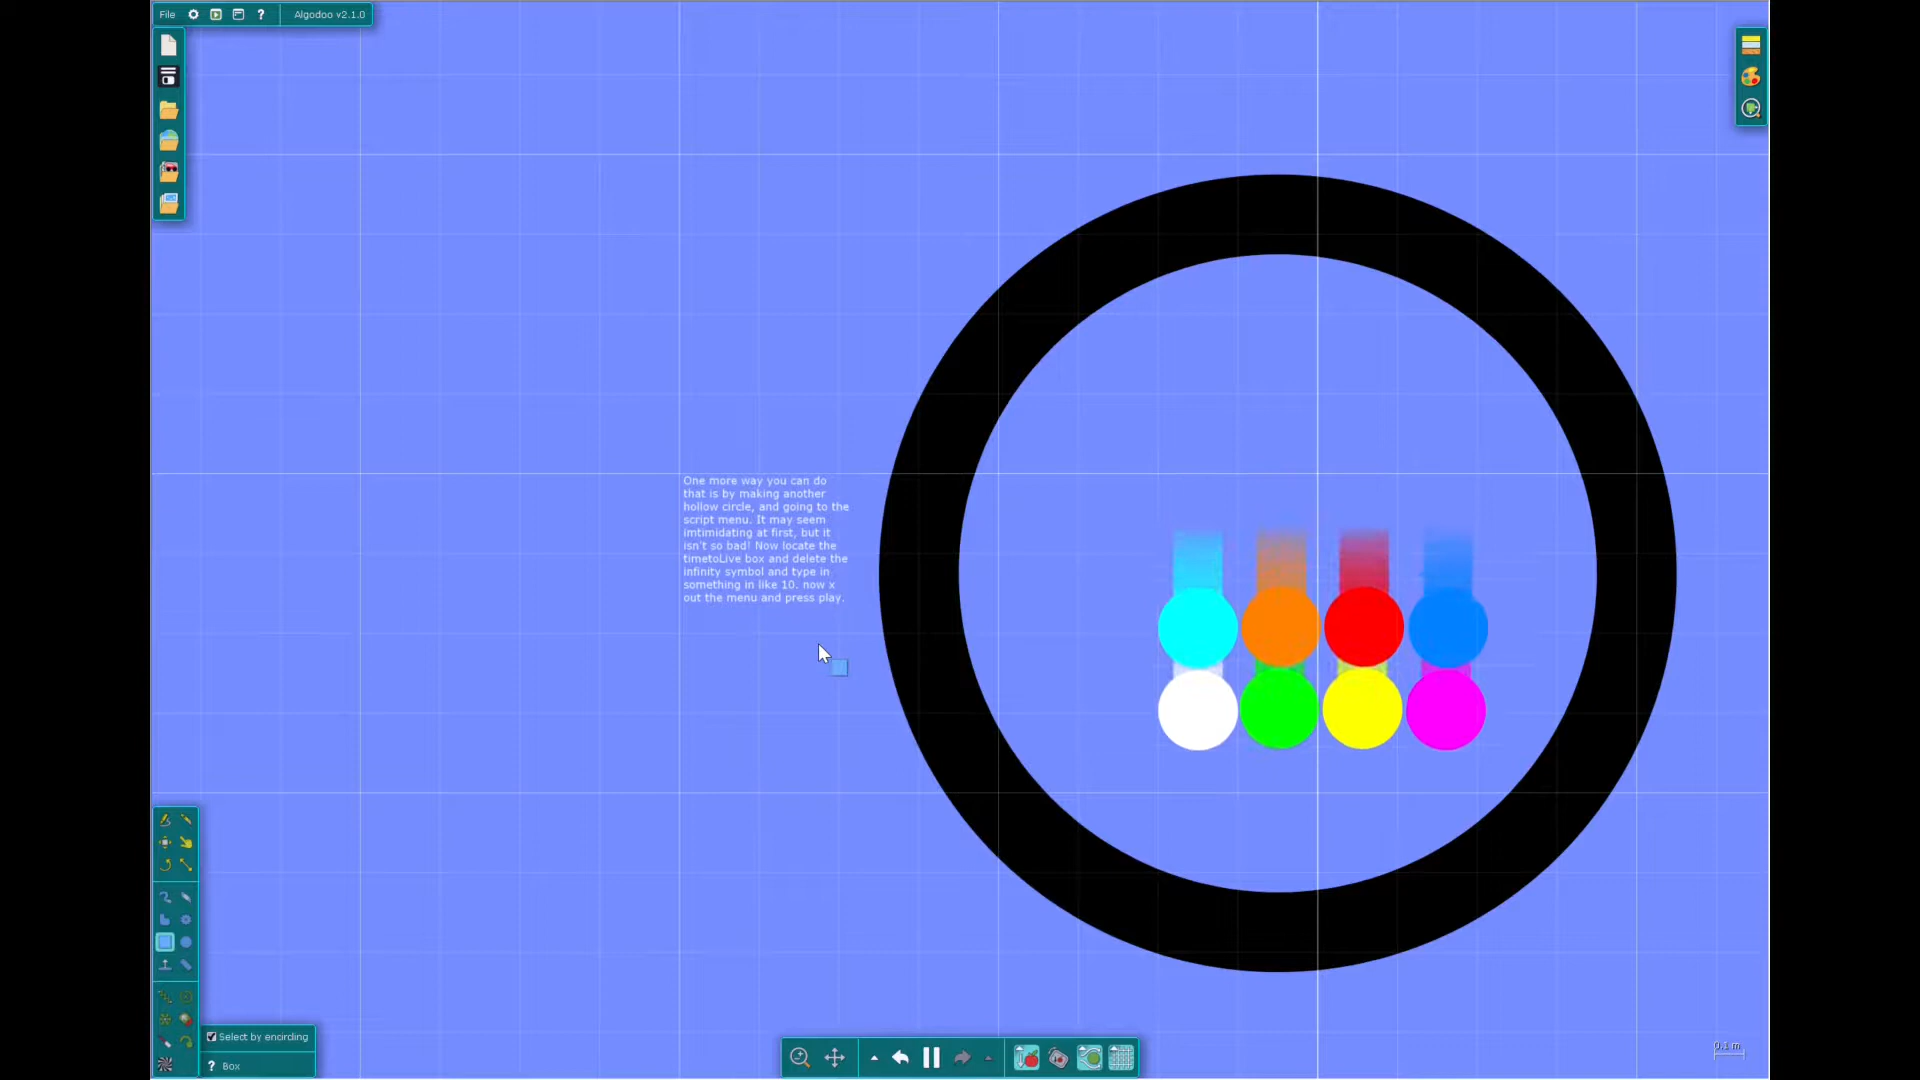 File
? Algodoo v2.1.0
One more way you can do
that is by making another
hollow circle, and going to the
script menu. It may seem
imtimidating at first, but it
isn't so bad! Now locate the
timetoLive box and delete the
infinity symbol and type in
something in like 10. now x
out the menu and press play.
Select by encircling
? Box
0.1 m